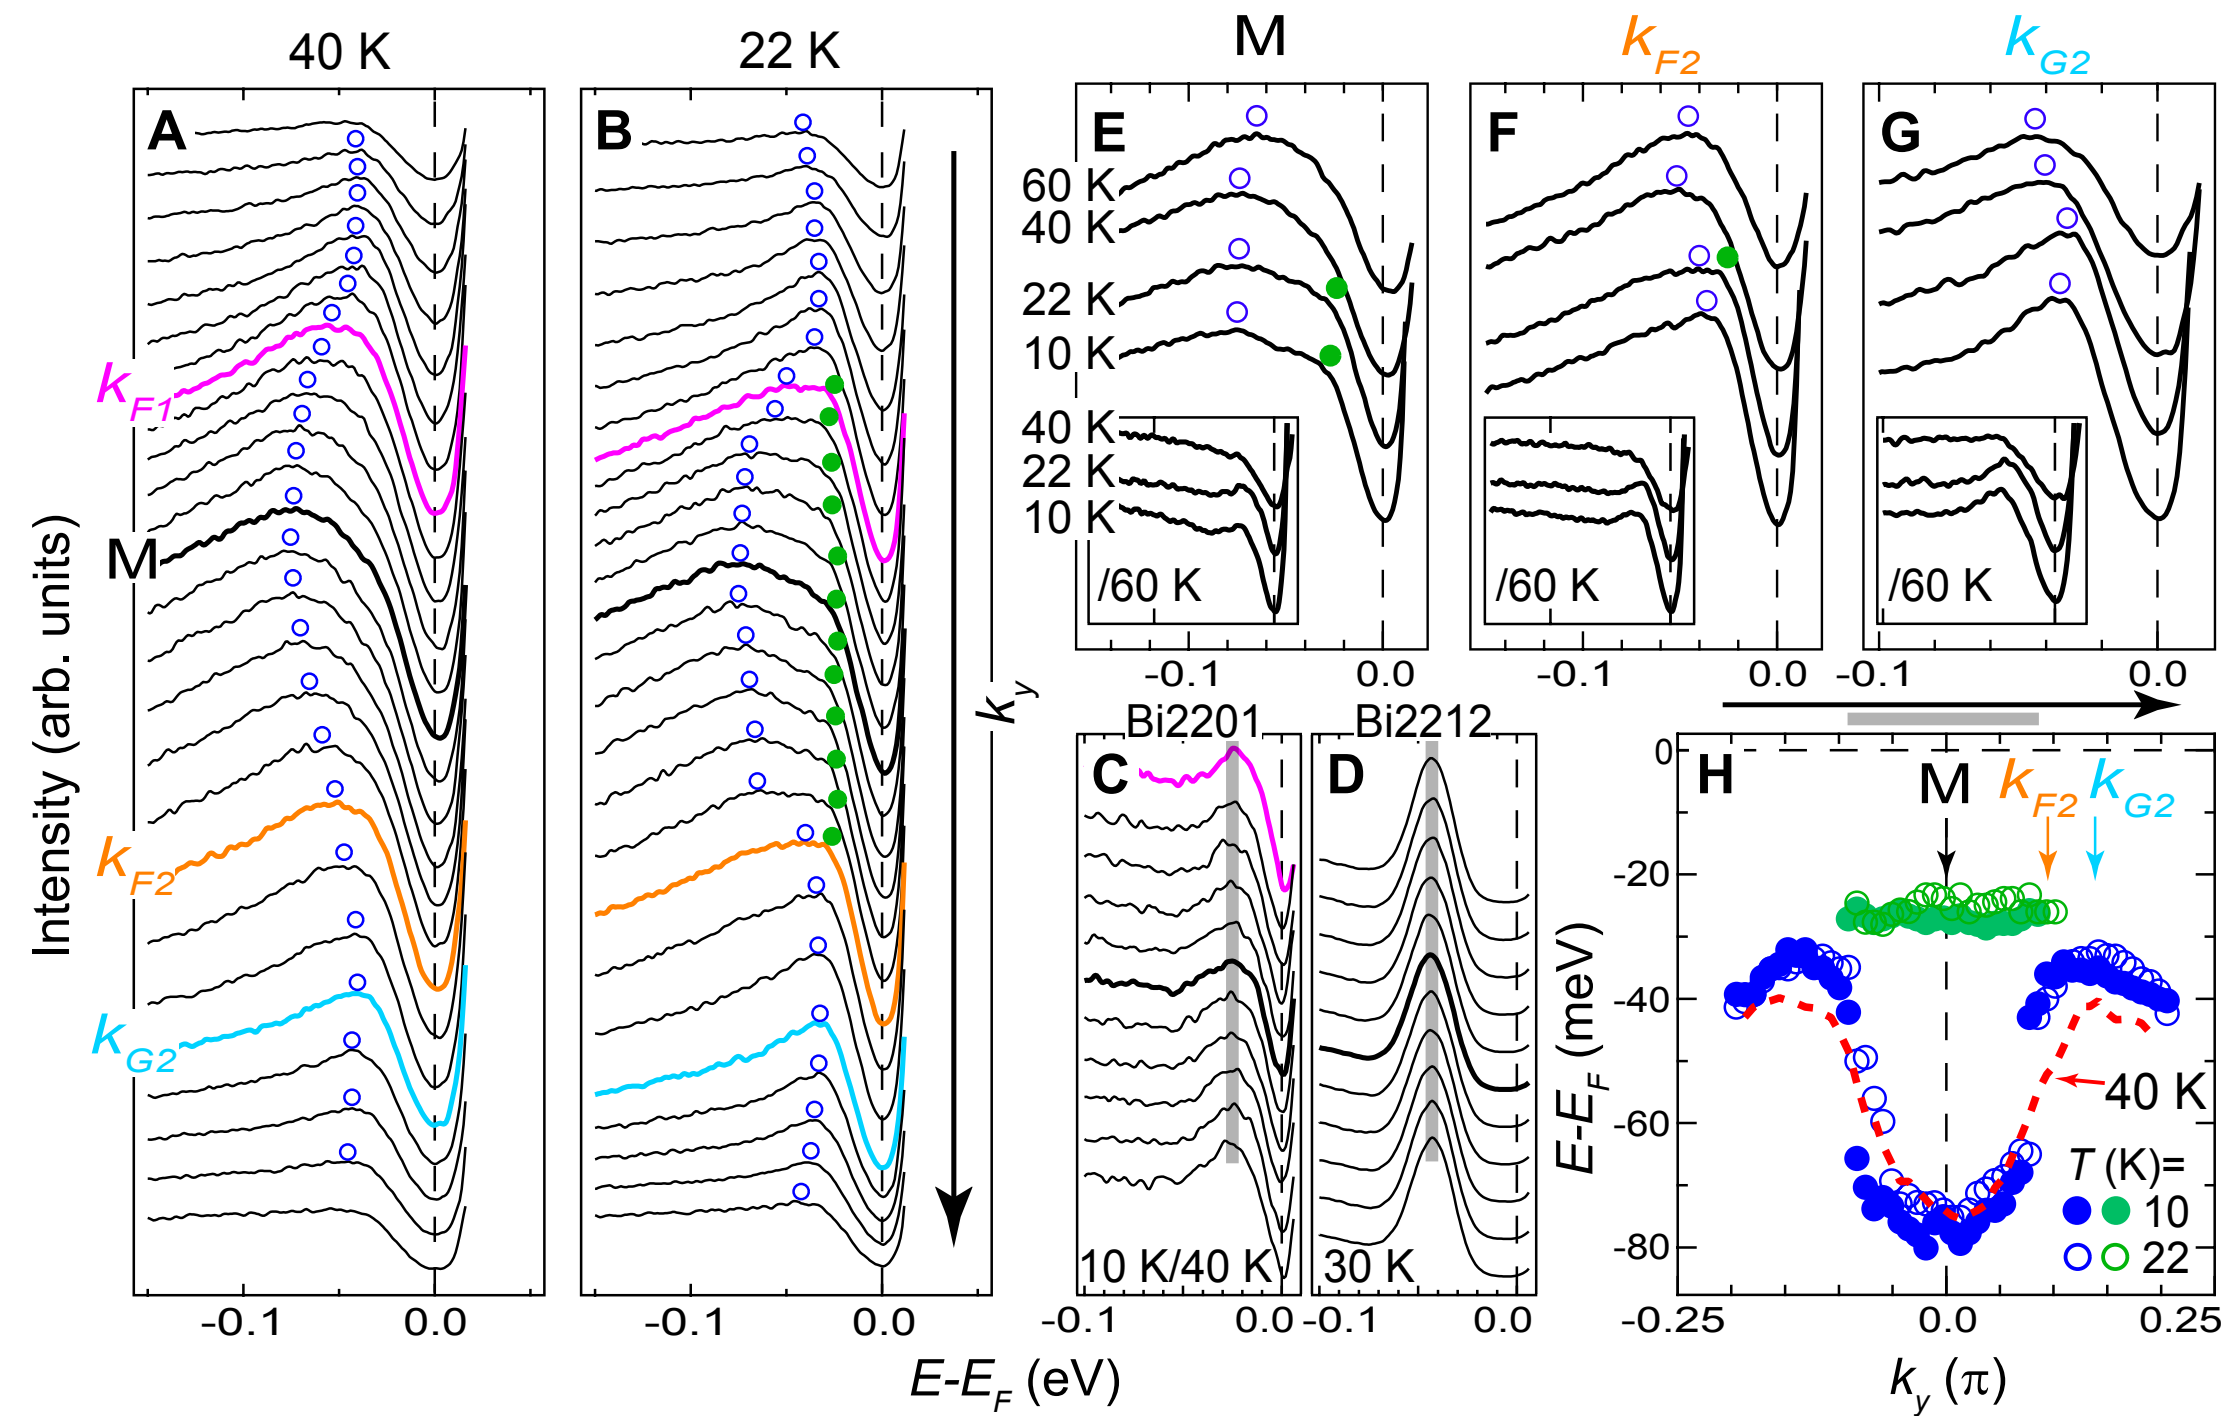 40 K
22 K
M
k_F2
k_G2
A
B
E
F
G
60 K
40 K
22 K
10 K
40 K
22 K
10 K
/60 K
/60 K
/60 K
k_F1
M
k_F2
k_G2
Intensity (arb. units)
k_y
-0.1
0.0
-0.1
0.0
-0.1
0.0
-0.1
0.0
-0.1
0.0
E-E_F (eV)
Bi2201
Bi2212
C
D
10 K/40 K
30 K
-0.1
0.0
-0.1
0.0
H
M
k_F2
k_G2
0
-20
-40
-60
-80
E-E_F (meV)
40 K
T (K)=
10
22
-0.25
0.0
0.25
k_y (π)